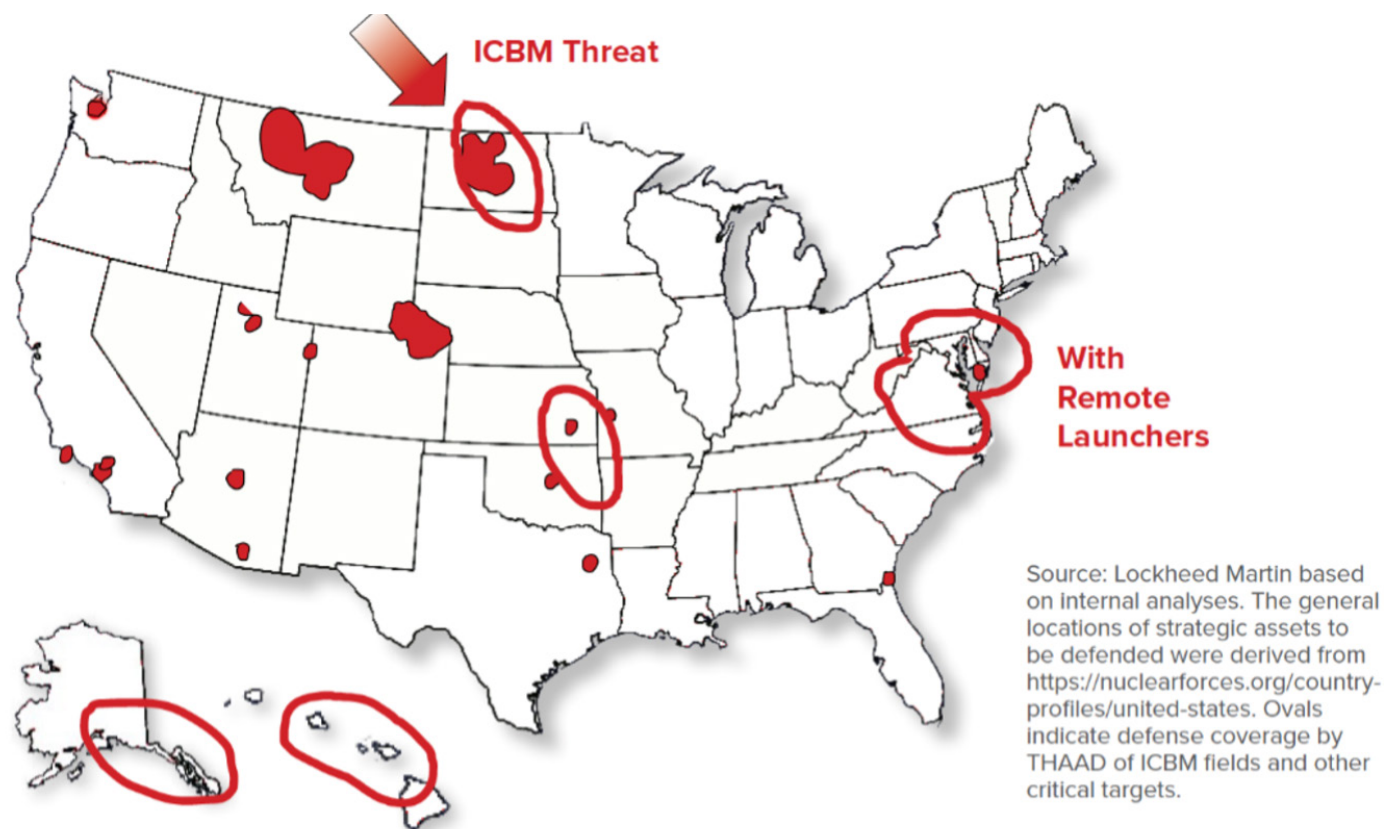 ICBM Threat
With
Remote
Launchers
Source: Lockheed Martin based
on internal analyses. The general
locations of strategic assets to
be defended were derived from
https://nuclearforces.org/country-
profiles/united-states. Ovals
indicate defense coverage by
THAAD of ICBM fields and other
critical targets.